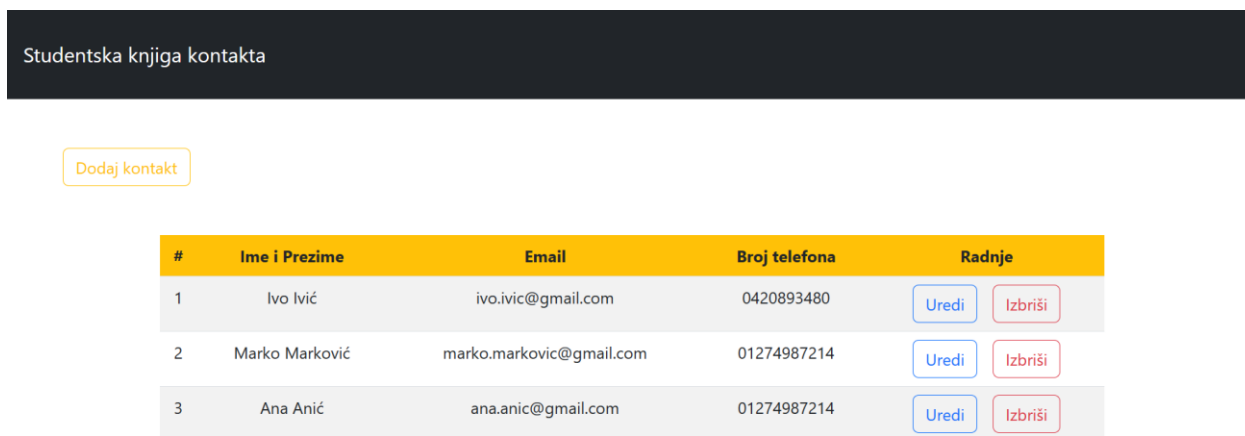 Studentska knjiga kontakta
Dodaj kontakt
# Ime i Prezime Email Broj telefona Radnje
1 Ivo Ivić ivo.ivic@gmail.com 0420893480 Uredi Izbriši
2 Marko Marković marko.markovic@gmail.com 01274987214 Uredi Izbriši
3 Ana Anić ana.anic@gmail.com 01274987214 Uredi Izbriši